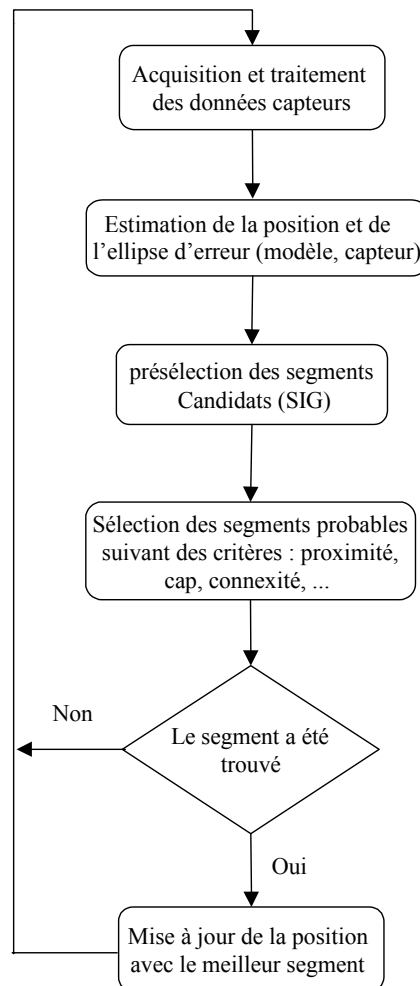 Acquisition et traitement
des données capteurs
Estimation de la position et de
l’ellipse d’erreur (modèle, capteur)
présélection des segments
Candidats (SIG)
Sélection des segments probables
suivant des critères : proximité,
cap, connexité, ...
Non
Le segment a été
trouvé
Oui
Mise à jour de la position
avec le meilleur segment